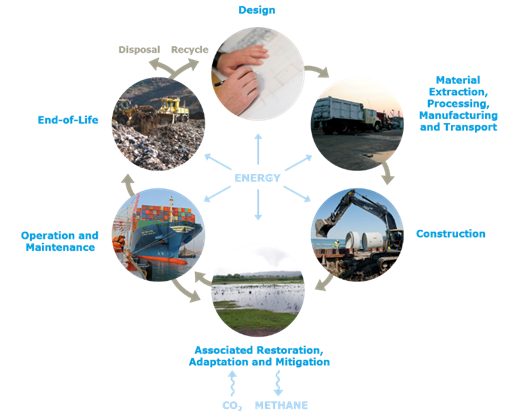 Design
Disposal Recycle
Material
Extraction,
Processing,
Manufacturing
and Transport
End-of-Life
ENERGY
Operation and
Maintenance
Construction
Associated Restoration,
Adaptation and Mitigation
CO₂ METHANE